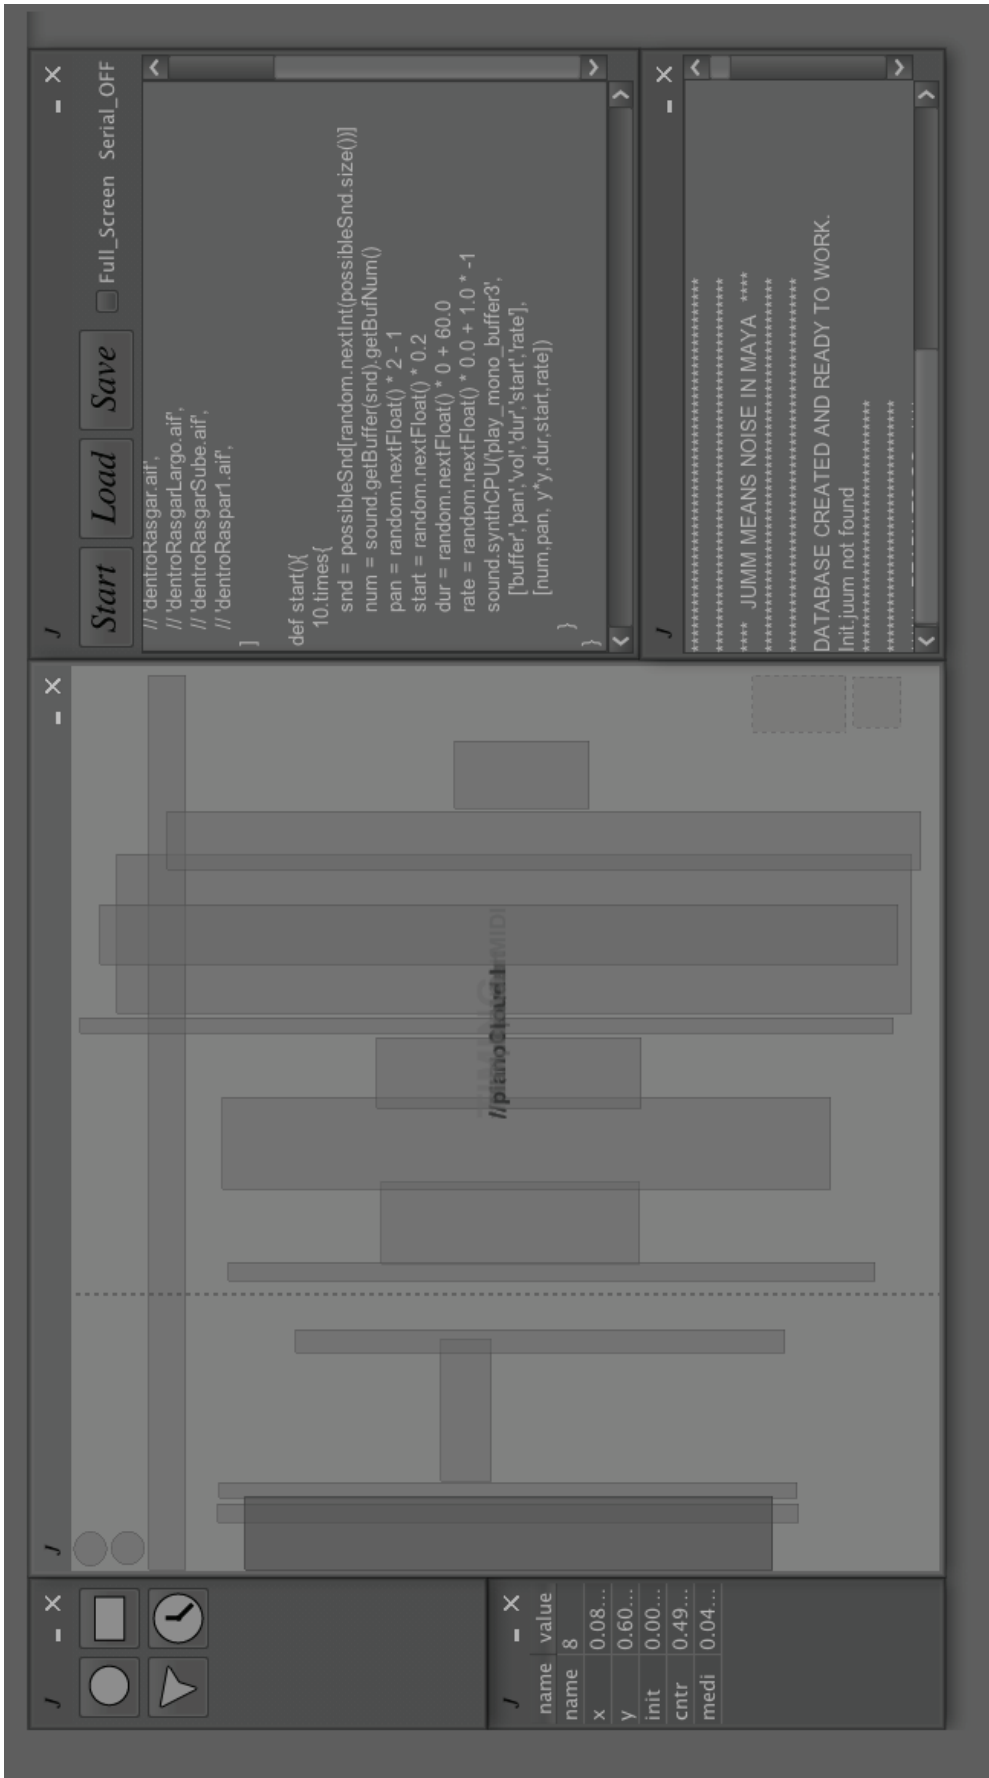 J
J
name value
name 8
x 0.08...
y 0.60...
init 0.00...
cntr 0.49...
medi 0.04...
J
//pianoCloud1
J
Start Load Save Full_Screen Serial_OFF
// 'dentroRasgar.aif',
// 'dentroRasgarLargo.aif',
// 'dentroRasgarSube.aif',
// 'dentroRaspar1.aif',
]
def start(){
10.times{
snd = possibleSnd[random.nextInt(possibleSnd.size())]
num = sound.getBuffer(snd).getBufNum()
pan = random.nextFloat() * 2 - 1
start = random.nextFloat() * 0.2
dur = random.nextFloat() * 0 + 60.0
rate = random.nextFloat() * 0.0 + 1.0 * -1
sound.synthCPU('play_mono_buffer3',
['buffer','pan','vol','dur','start','rate'],
[num,pan, y*y,dur,start,rate])
}
}
J
**** JUMM MEANS NOISE IN MAYA ****
DATABASE CREATED AND READY TO WORK.
Init.juum not found